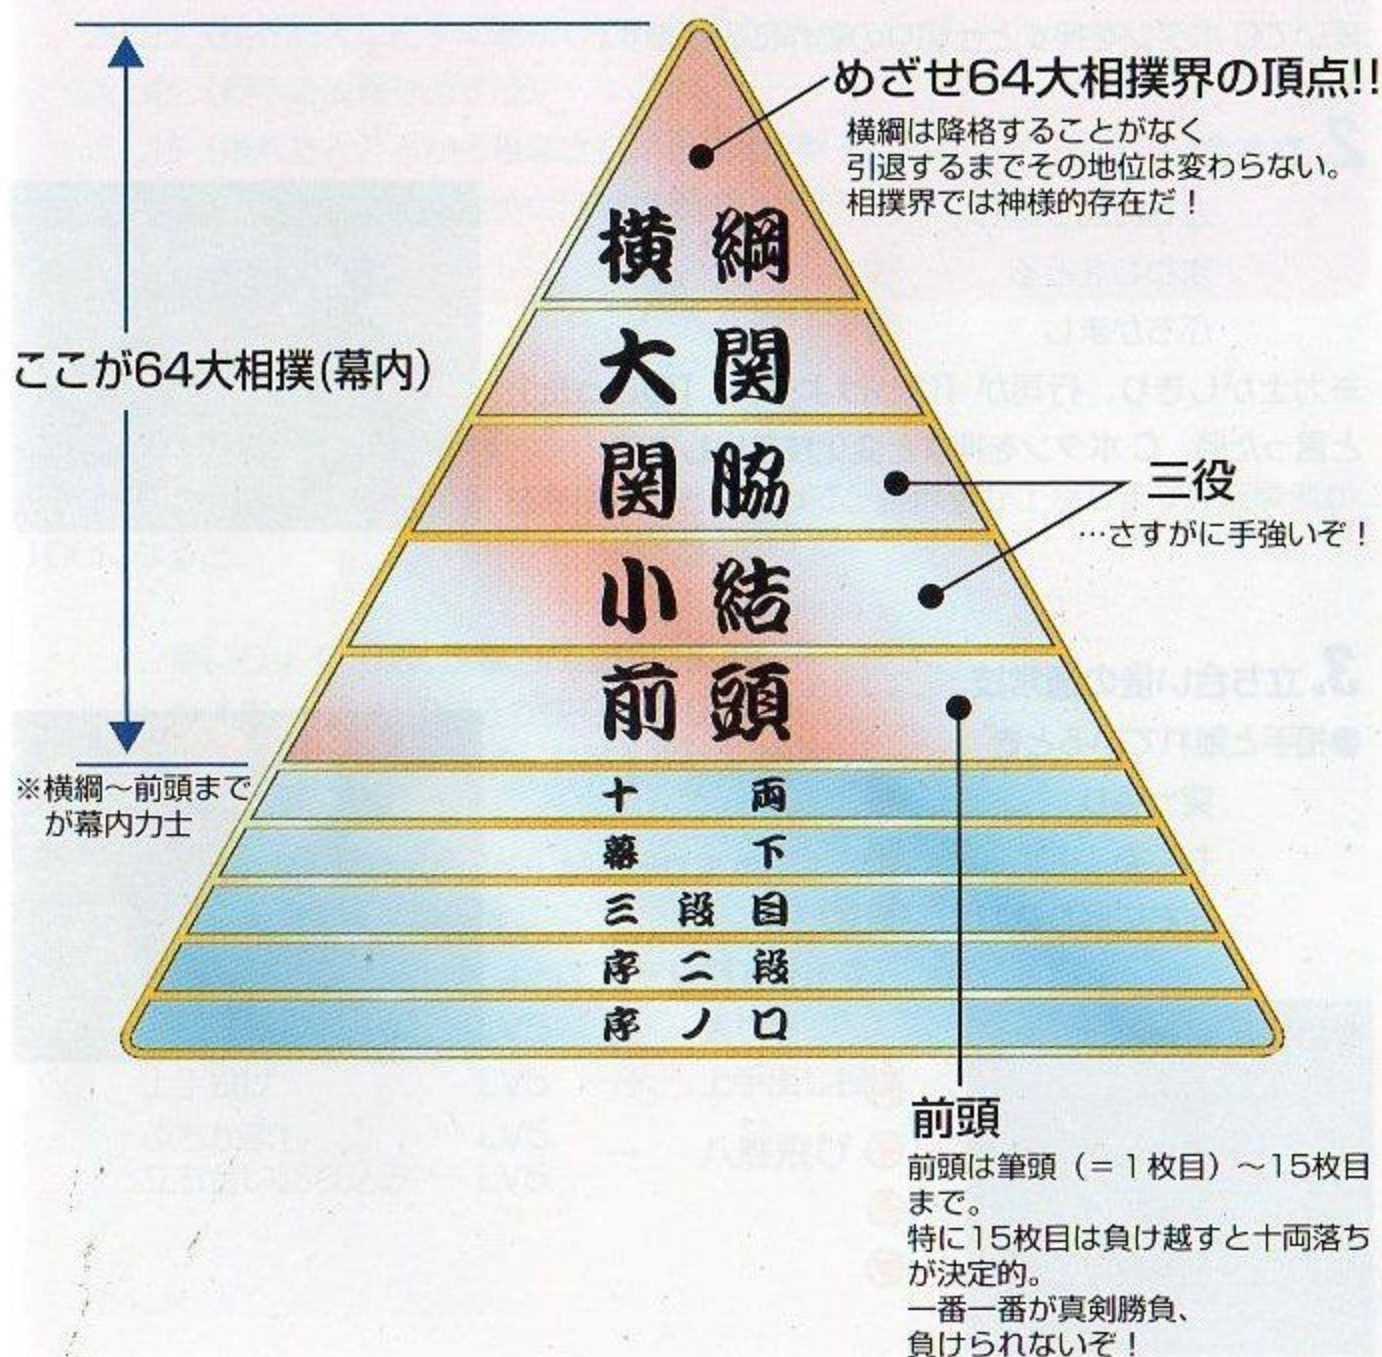 めざせ64大相撲界の頂点!!
横綱は降格することがなく
引退するまでその地位は変わらない。
相撲界では神様的存在だ！
横綱
大関
ここが64大相撲(幕内)
関脇
三役
…さすがに手強いぞ！
小結
前頭
※横綱〜前頭まで
が幕内力士
十両
幕下
三段目
序二段
序ノ口
前頭
前頭は筆頭（=１枚目）〜15枚目
まで。
特に15枚目は負け越すと十両落ち
が決定的。
一番一番が真剣勝負、
負けられないぞ！